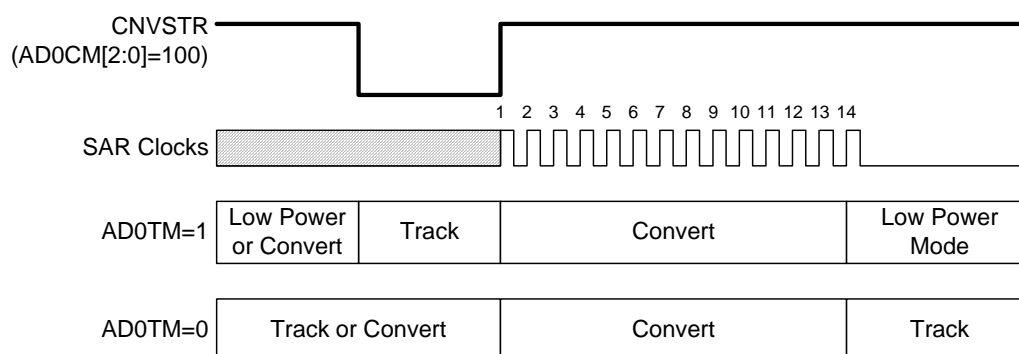 CNVSTR
(AD0CM[2:0]=100)
1 2 3 4 5 6 7 8 9 10 11 12 13 14
SAR Clocks
AD0TM=1
Low Power
or Convert
Track
Convert
Low Power
Mode
AD0TM=0
Track or Convert
Convert
Track